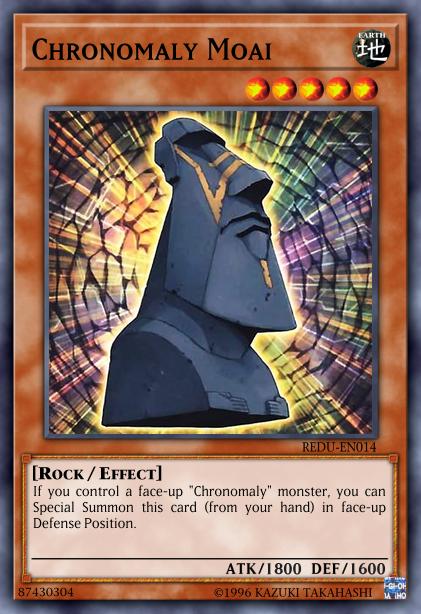 Chronomaly Moai
EARTH
地
REDU-EN014
[Rock / Effect]
If you control a face-up "Chronomaly" monster, you can
Special Summon this card (from your hand) in face-up
Defense Position.
ATK/1800 DEF/1600
87430304
©1996 KAZUKI TAKAHASHI